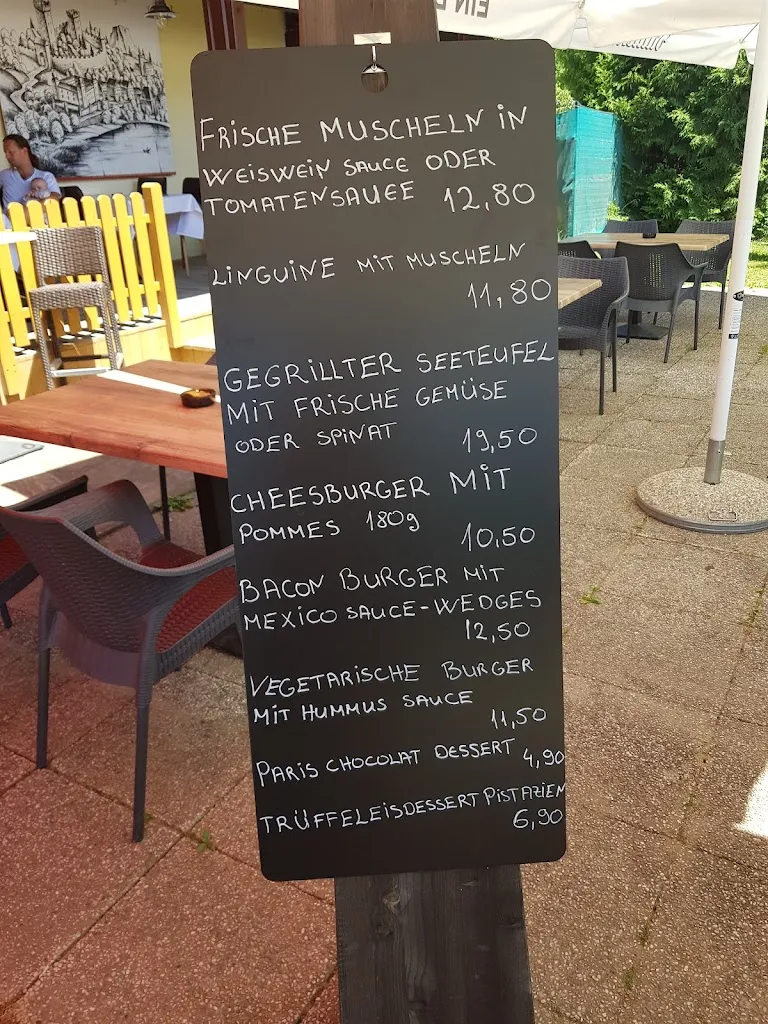 EIN
FRISCHE MUSCHELN IN
WEISWEIN SAUCE ODER
TOMATENSAUCE 12,80
LINGUINE MIT MUSCHELN
11,80
GEGRILLTER SEETEUFEL
MIT FRISCHE GEMÜSE
ODER SPINAT 19,50
CHEESBURGER MIT
POMMES 180g 10,50
BACON BURGER MIT
MEXICO SAUCE-WEDGES
12,50
VEGETARISCHE BURGER
MIT HUMMUS SAUCE
11,50
PARIS CHOCOLAT DESSERT 4,90
TRÜFFELEISDESSERT PISTAZIEN
6,90